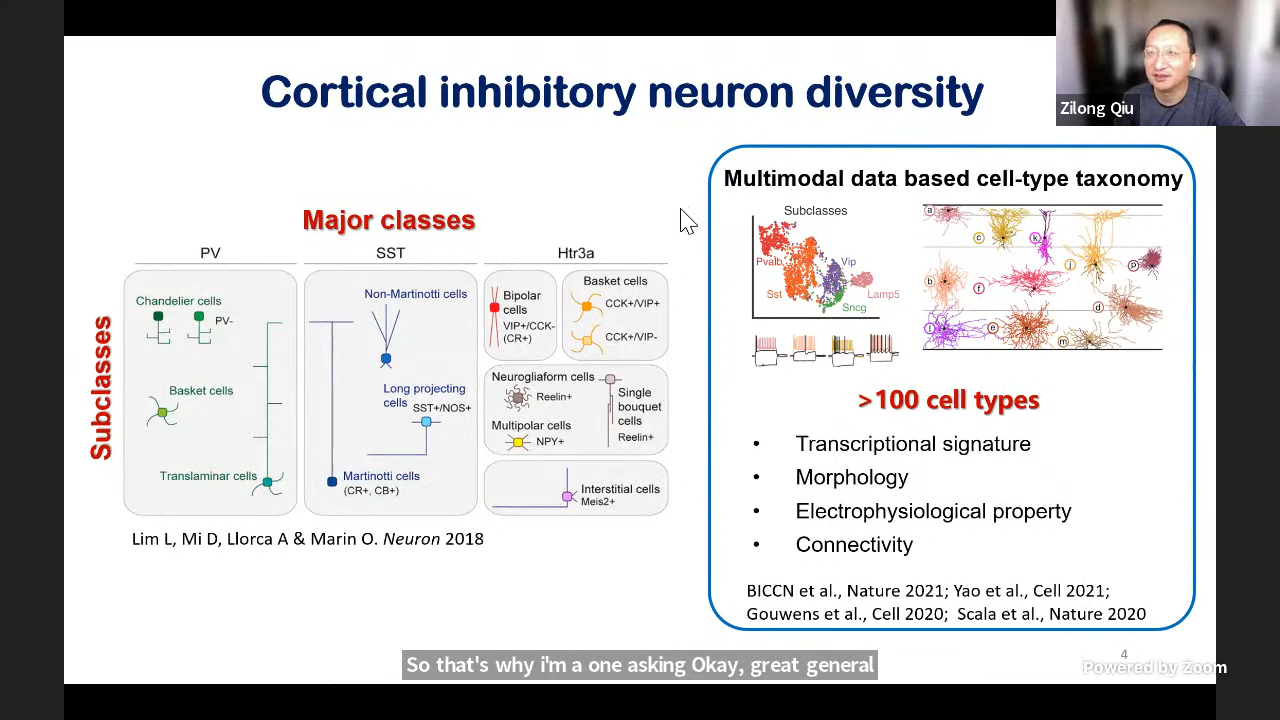 Cortical inhibitory neuron diversity
Zilong Qiu
Major classes
Subclasses
PV
SST
Htr3a
Chandelier cells
PV-
Basket cells
Translaminar cells
Non-Martinotti cells
Long projecting
cells
SST+/NOS+
Martinotti cells
(CR+, CB+)
Bipolar
cells
VIP+/CCK-
(CR+)
Basket cells
CCK+/VIP+
CCK+/VIP-
Neurogliaform cells
Reelin+
Multipolar cells
NPY+
Single
bouquet
cells
Reelin+
Interstitial cells
Meis2+
Lim L, Mi D, Llorca A & Marin O. Neuron 2018
Multimodal data based cell-type taxonomy
Subclasses
Pvalb
Vip
Sst
Lamp5
Sncg
a
c
k
j
p
b
f
d
i
e
m
>100 cell types
• Transcriptional signature
• Morphology
• Electrophysiological property
• Connectivity
BICCN et al., Nature 2021; Yao et al., Cell 2021;
Gouwens et al., Cell 2020; Scala et al., Nature 2020
4
So that's why i'm a one asking Okay, great general
Powered by Zoom